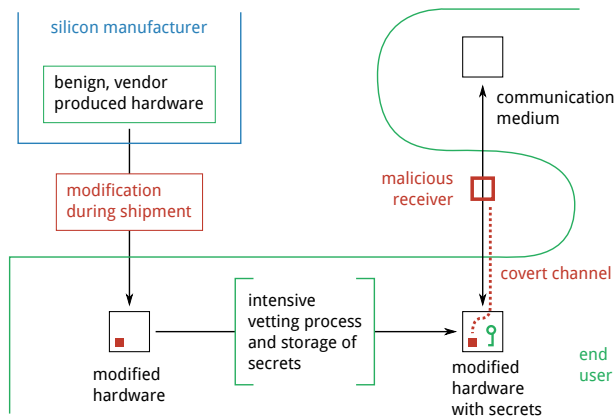 silicon manufacturer
benign, vendor
produced hardware
modification
during shipment
modified
hardware
intensive
vetting process
and storage of
secrets
communication
medium
malicious
receiver
covert channel
modified
hardware
with secrets
end
user